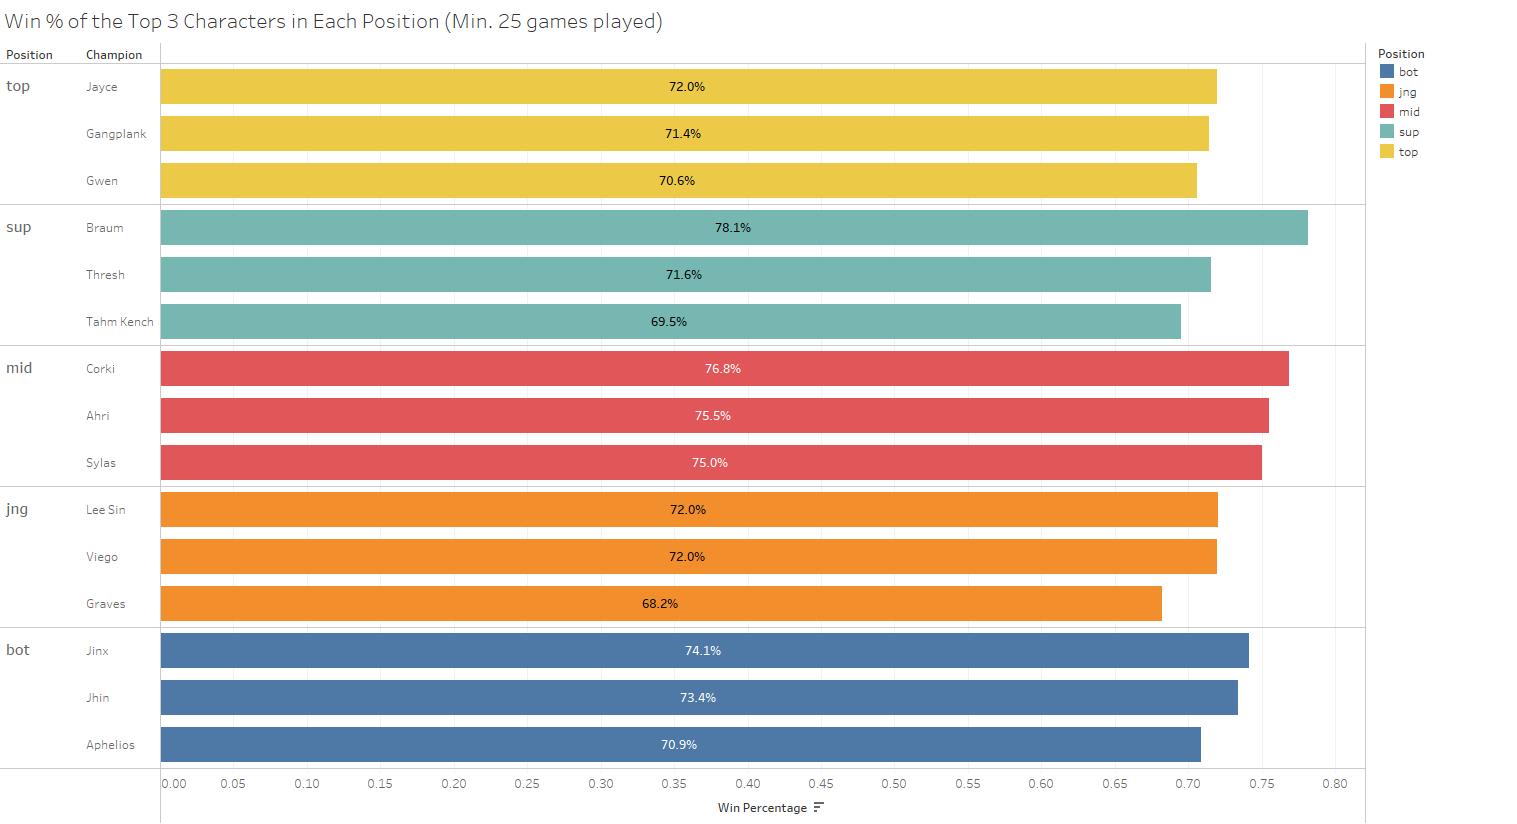 Win % of the Top 3 Characters in Each Position (Min. 25 games played)
Position Champion
top Jayce 72.0%
Gangplank 71.4%
Gwen 70.6%
sup Braum 78.1%
Thresh 71.6%
Tahm Kench 69.5%
mid Corki 76.8%
Ahri 75.5%
Sylas 75.0%
jng Lee Sin 72.0%
Viego 72.0%
Graves 68.2%
bot Jinx 74.1%
Jhin 73.4%
Aphelios 70.9%
0.00 0.05 0.10 0.15 0.20 0.25 0.30 0.35 0.40 0.45 0.50 0.55 0.60 0.65 0.70 0.75 0.80
Win Percentage
Position
bot
jng
mid
sup
top